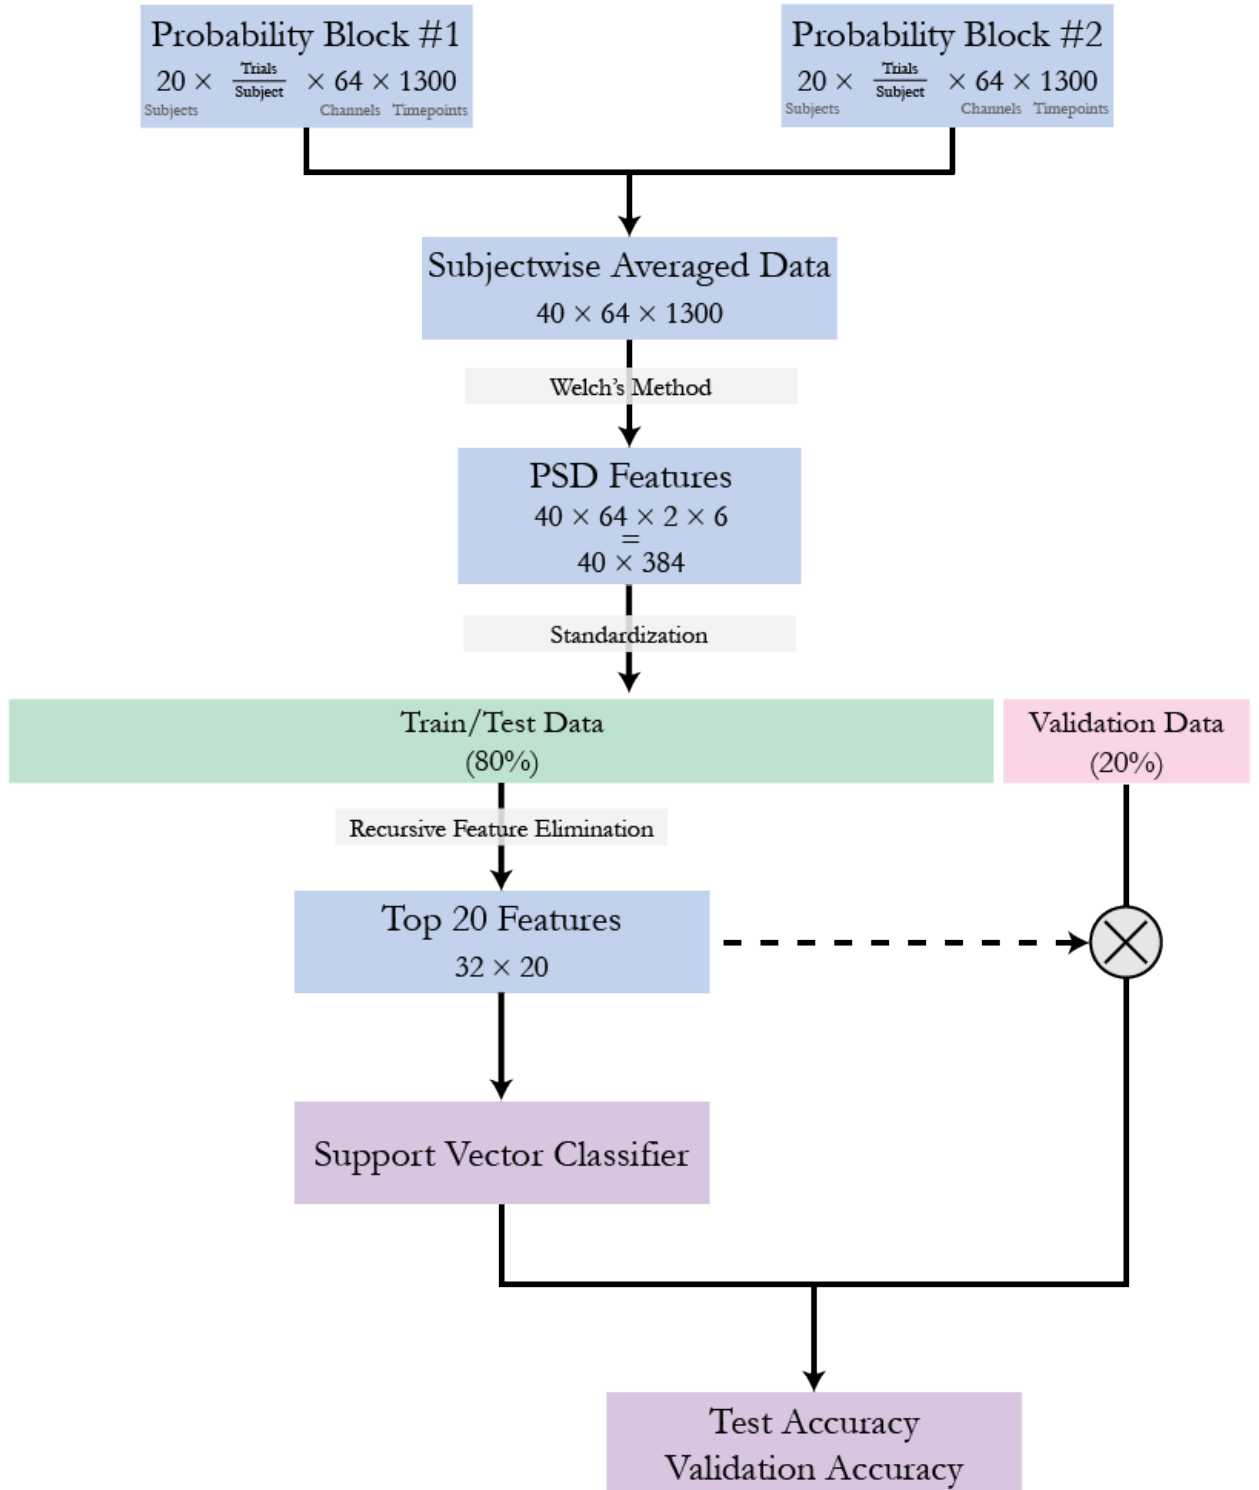 Probability Block #1
20 × Trials/Subject × 64 × 1300
Subjects Channels Timepoints
Probability Block #2
20 × Trials/Subject × 64 × 1300
Subjects Channels Timepoints
Subjectwise Averaged Data
40 × 64 × 1300
Welch's Method
PSD Features
40 × 64 × 2 × 6
=
40 × 384
Standardization
Train/Test Data
(80%)
Validation Data
(20%)
Recursive Feature Elimination
Top 20 Features
32 × 20
Support Vector Classifier
Test Accuracy
Validation Accuracy